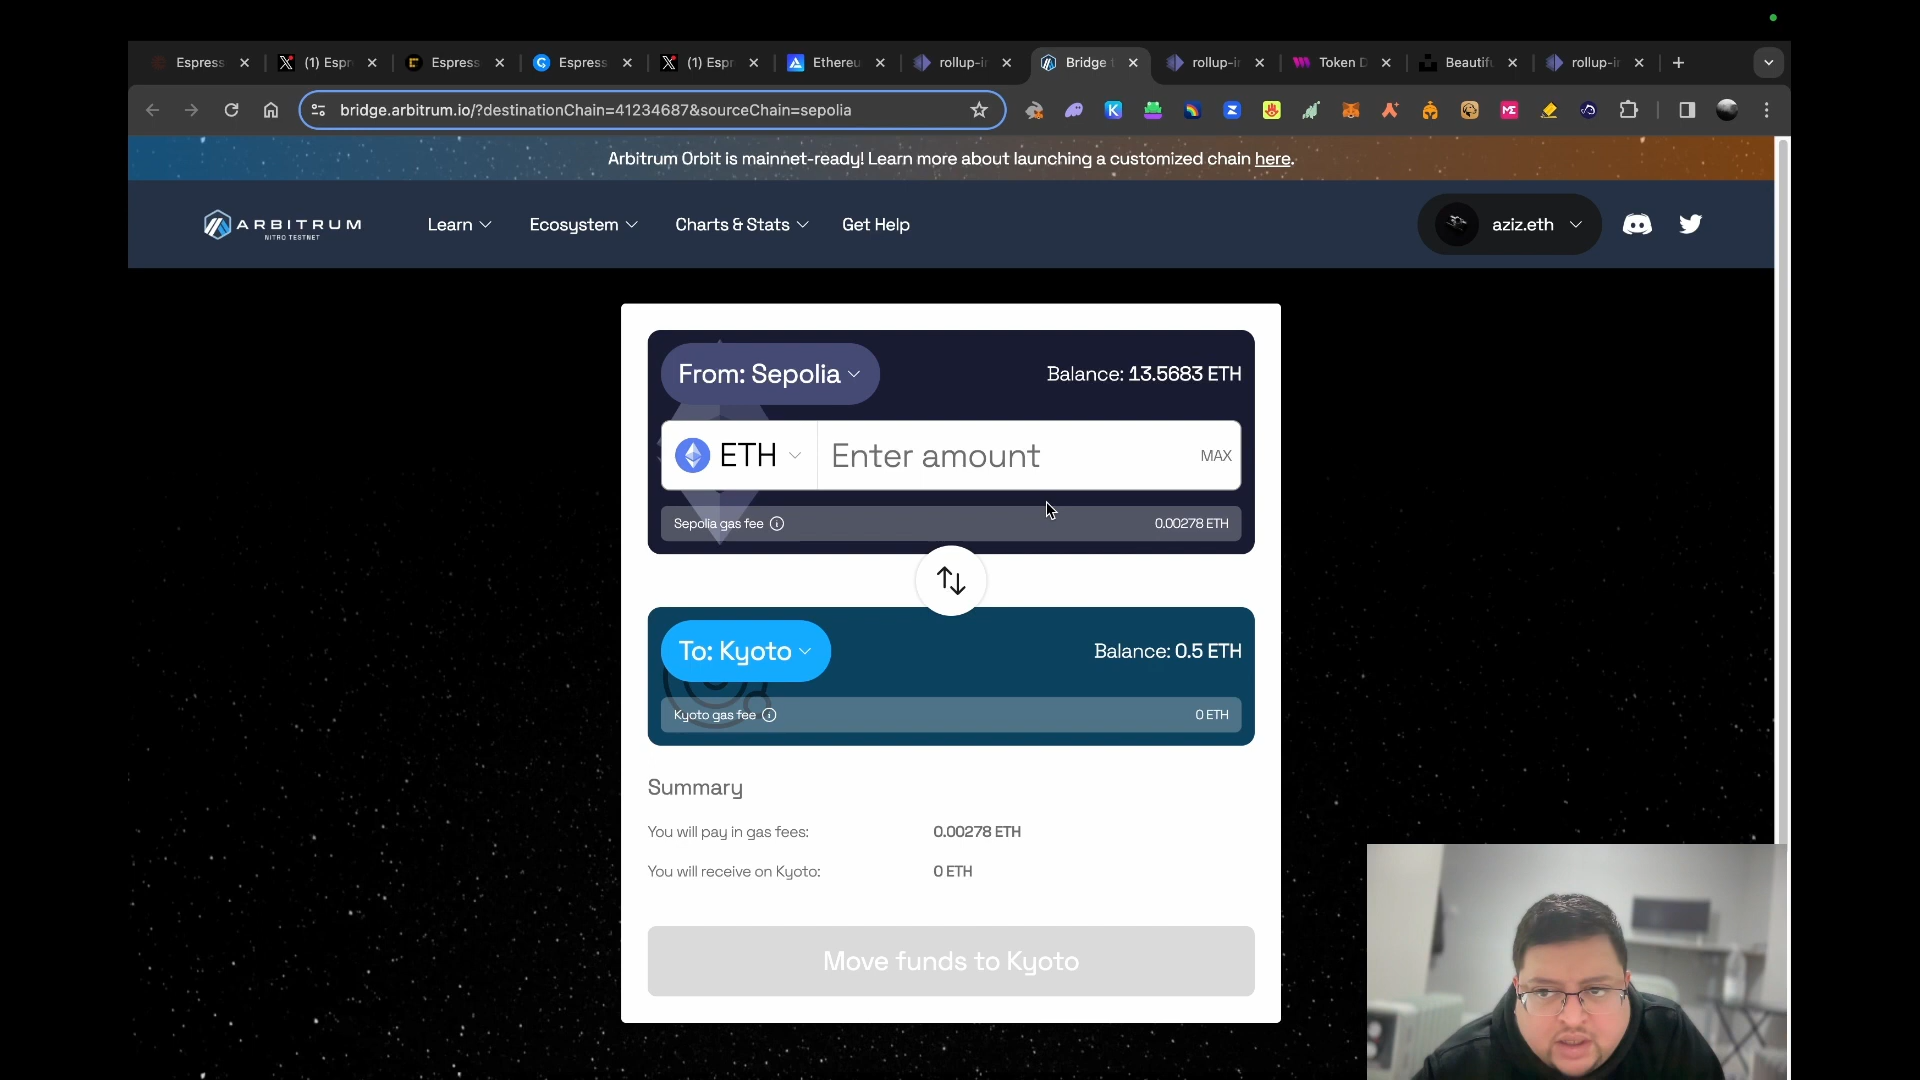 Espress
(1) Espr
Espress
Espress
(1) Espr
Ethereu
rollup-in
Bridge t
rollup-in
Token D
Beautifu
rollup-in
bridge.arbitrum.io/?destinationChain=41234687&sourceChain=sepolia
Arbitrum Orbit is mainnet-ready! Learn more about launching a customized chain here.
ARBITRUM
NITRO TESTNET
Learn
Ecosystem
Charts & Stats
Get Help
aziz.eth
From: Sepolia
Balance: 13.5683 ETH
ETH
Enter amount
MAX
Sepolia gas fee
0.00278 ETH
To: Kyoto
Balance: 0.5 ETH
Kyoto gas fee
0 ETH
Summary
You will pay in gas fees: 0.00278 ETH
You will receive on Kyoto: 0 ETH
Move funds to Kyoto